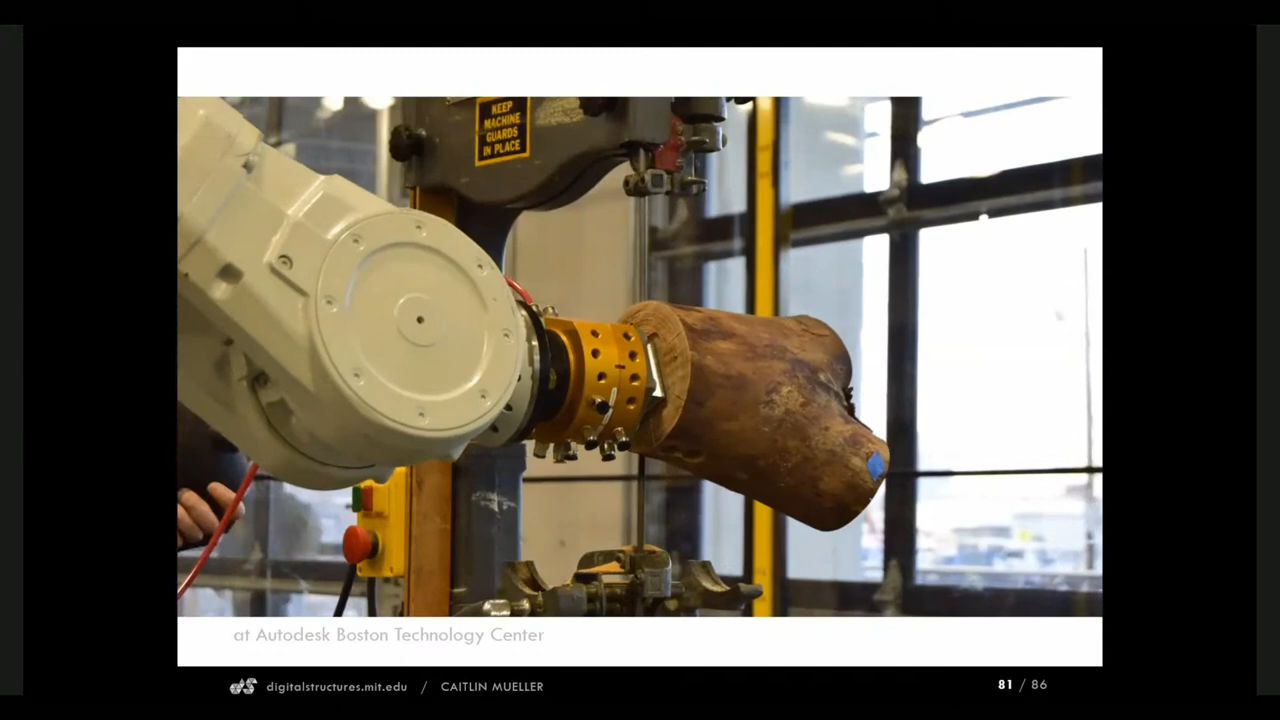 KEEP
MACHINE
GUARDS
IN PLACE
at Autodesk Boston Technology Center
digitalstructures.mit.edu / CAITLIN MUELLER
81 / 86